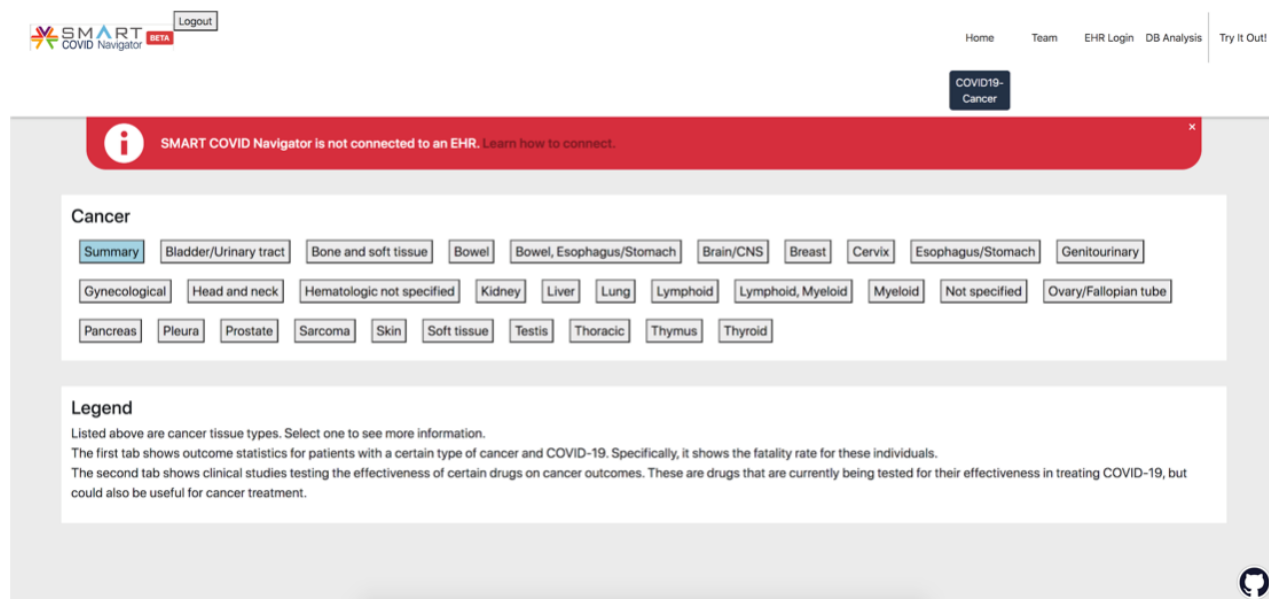 Logout
SMART
COVID Navigator BETA
Home Team EHR Login DB Analysis Try It Out!
COVID19-
Cancer
SMART COVID Navigator is not connected to an EHR. Learn how to connect.
×
Cancer
Summary Bladder/Urinary tract Bone and soft tissue Bowel Bowel, Esophagus/Stomach Brain/CNS Breast Cervix Esophagus/Stomach Genitourinary
Gynecological Head and neck Hematologic not specified Kidney Liver Lung Lymphoid Lymphoid, Myeloid Myeloid Not specified Ovary/Fallopian tube
Pancreas Pleura Prostate Sarcoma Skin Soft tissue Testis Thoracic Thymus Thyroid
Legend
Listed above are cancer tissue types. Select one to see more information.
The first tab shows outcome statistics for patients with a certain type of cancer and COVID-19. Specifically, it shows the fatality rate for these individuals.
The second tab shows clinical studies testing the effectiveness of certain drugs on cancer outcomes. These are drugs that are currently being tested for their effectiveness in treating COVID-19, but
could also be useful for cancer treatment.